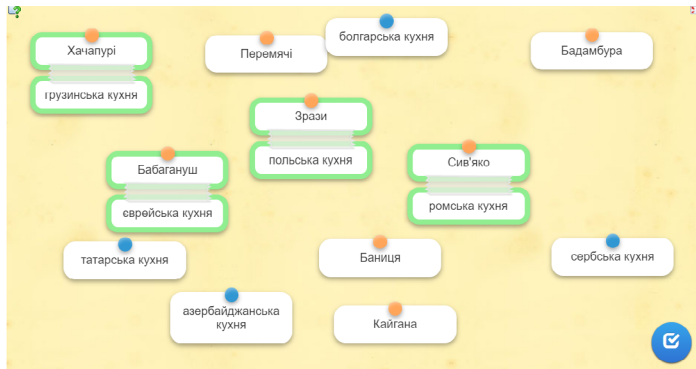 Хачапурі
грузинська кухня
Перемячі
болгарська кухня
Бадамбура
Зрази
польська кухня
Бабагануш
єврейська кухня
Сив'яко
ромська кухня
татарська кухня
Баниця
сербська кухня
азербайджанська
кухня
Кайгана